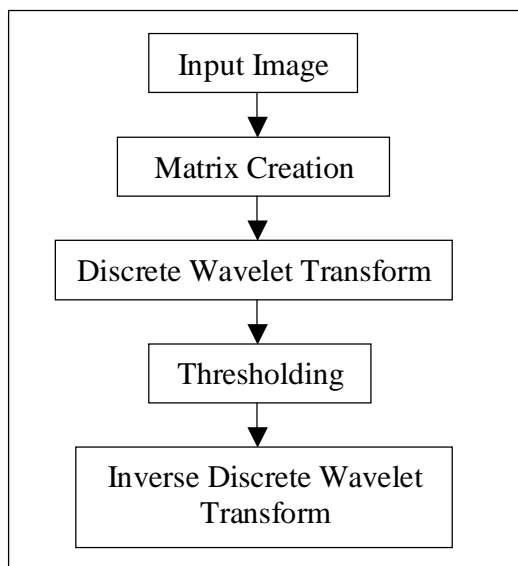 Input Image
Matrix Creation
Discrete Wavelet Transform
Thresholding
Inverse Discrete Wavelet
Transform